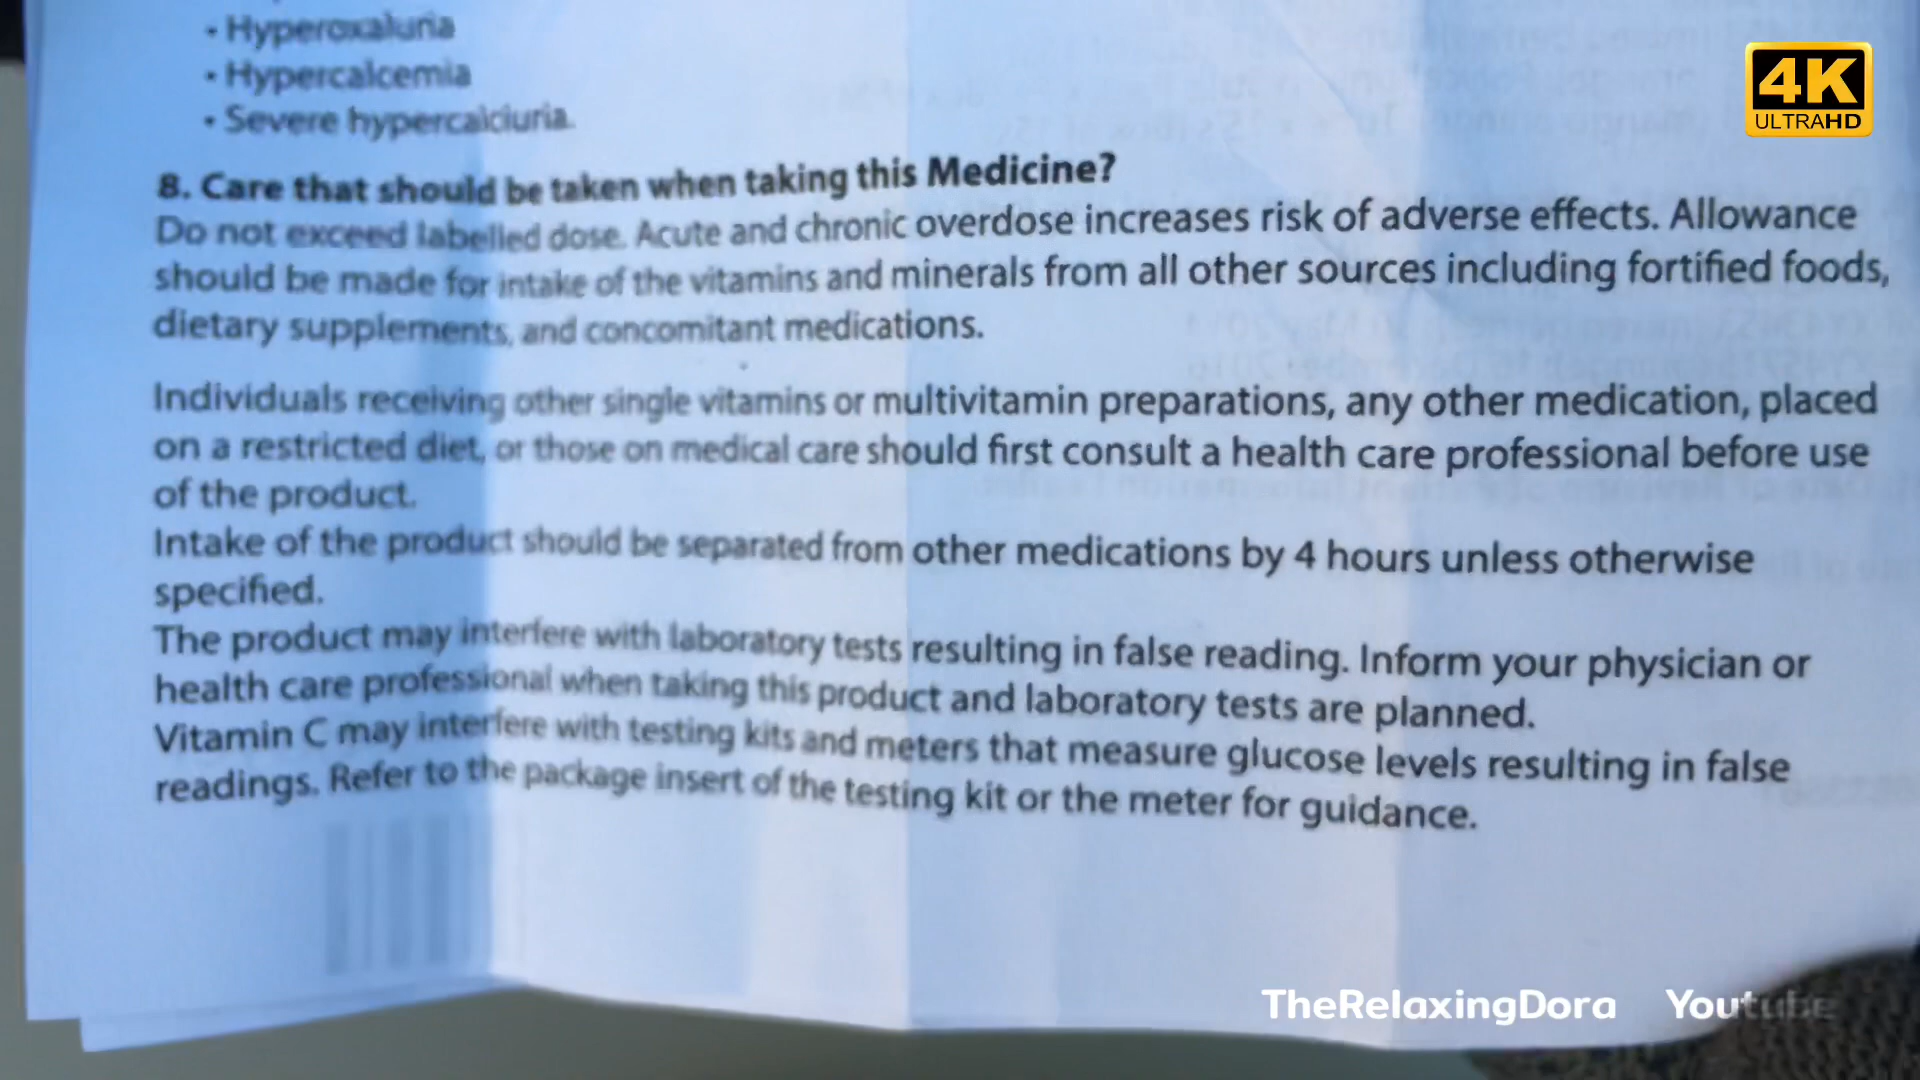 • Hyperoxaluria
• Hypercalcemia
• Severe hypercalciuria.
4K
ULTRAHD
8. Care that should be taken when taking this Medicine?
Do not exceed labelled dose. Acute and chronic overdose increases risk of adverse effects. Allowance
should be made for intake of the vitamins and minerals from all other sources including fortified foods,
dietary supplements, and concomitant medications.
Individuals receiving other single vitamins or multivitamin preparations, any other medication, placed
on a restricted diet, or those on medical care should first consult a health care professional before use
of the product.
Intake of the product should be separated from other medications by 4 hours unless otherwise
specified.
The product may interfere with laboratory tests resulting in false reading. Inform your physician or
health care professional when taking this product and laboratory tests are planned.
Vitamin C may interfere with testing kits and meters that measure glucose levels resulting in false
readings. Refer to the package insert of the testing kit or the meter for guidance.
TheRelaxingDora Youtube